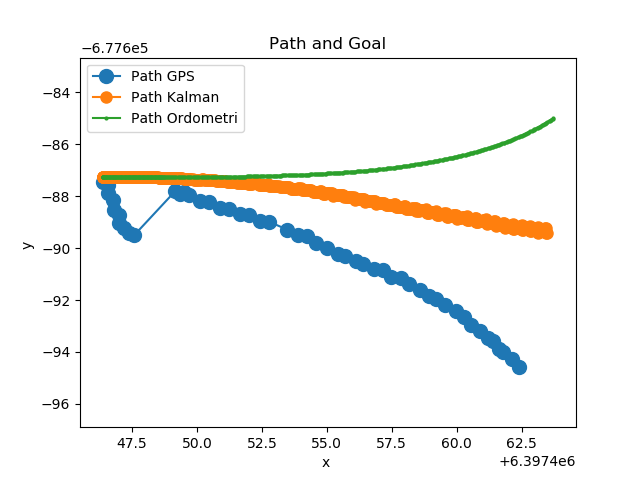 Path and Goal
−6.776e5
Path GPS
Path Kalman
Path Ordometri
−84
−86
−88
−90
−92
−94
−96
y
47.5 50.0 52.5 55.0 57.5 60.0 62.5
x
+6.3974e6